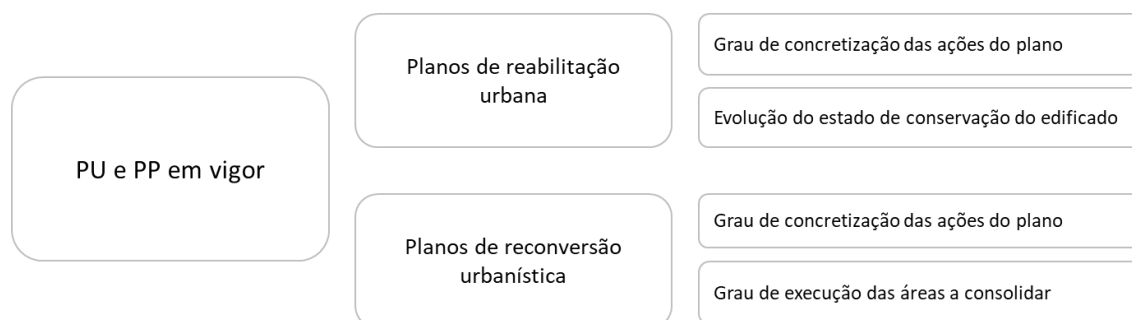 PU e PP em vigor
Planos de reabilitação
urbana
Grau de concretização das ações do plano
Evolução do estado de conservação do edificado
Planos de reconversão
urbanística
Grau de concretização das ações do plano
Grau de execução das áreas a consolidar